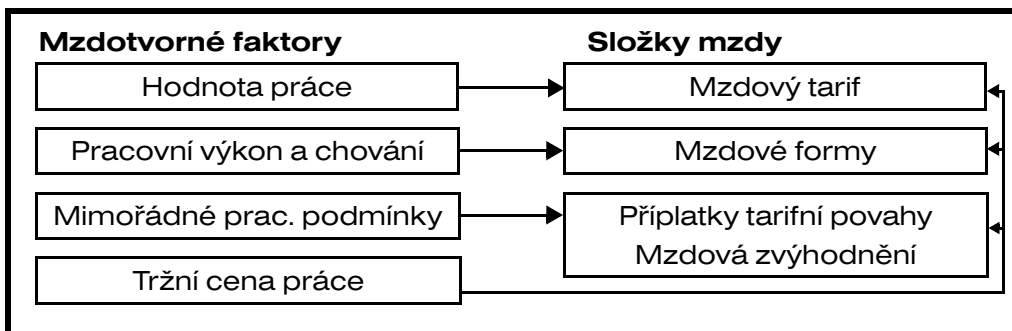 Mzdotvorné faktory
Složky mzdy
Hodnota práce
Mzdový tarif
Pracovní výkon a chování
Mzdové formy
Mimořádné prac. podmínky
Příplatky tarifní povahy
Mzdová zvýhodnění
Tržní cena práce